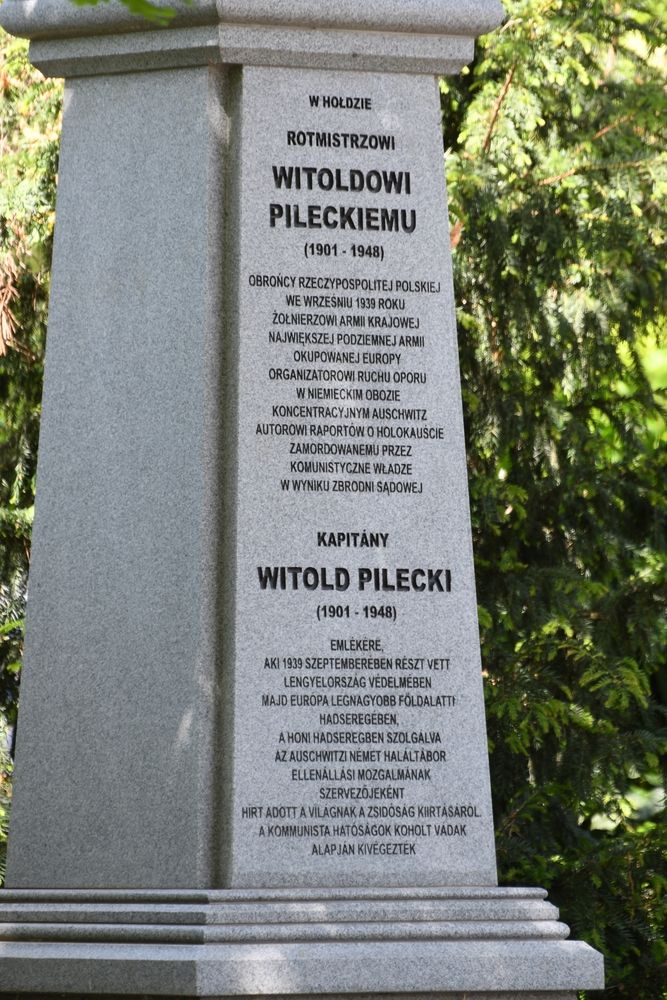 W HOŁDZIE
ROTMISTRZOWI
WITOLDOWI
PILECKIEMU
(1901 - 1948)
OBROŃCY RZECZYPOSPOLITEJ POLSKIEJ
WE WRZEŚNIU 1939 ROKU
ŻOŁNIERZOWI ARMII KRAJOWEJ
NAJWIĘKSZEJ PODZIEMNEJ ARMII
OKUPOWANEJ EUROPY
ORGANIZATOROWI RUCHU OPORU
W NIEMIECKIM OBOZIE
KONCENTRACYJNYM AUSCHWITZ
AUTOROWI RAPORTÓW O HOLOKAUŚCIE
ZAMORDOWANEMU PRZEZ
KOMUNISTYCZNE WŁADZE
W WYNIKU ZBRODNI SĄDOWEJ
KAPITÁNY
WITOLD PILECKI
(1901 - 1948)
EMLÉKÉRE,
AKI 1939 SZEPTEMBERÉBEN RÉSZT VETT
LENGYELORSZÁG VÉDELMÉBEN
MAJD EURÓPA LEGNAGYOBB FÖLDALATTI
HADSEREGÉBEN,
A HONI HADSEREGBEN SZOLGÁLVA
AZ AUSCHWITZI NÉMET HALÁLTÁBOR
ELLENÁLLÁSI MOZGALMÁNAK
SZERVEZŐJEKÉNT
HÍRT ADOTT A VILÁGNAK A ZSIDÓSÁG KIIRTÁSÁRÓL.
A KOMMUNISTA HATÓSÁGOK KOHOLT VÁDAK
ALAPJÁN KIVÉGEZTÉK